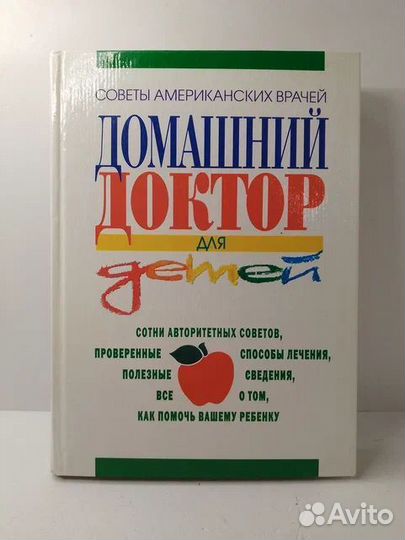 СОВЕТЫ АМЕРИКАНСКИХ ВРАЧЕЙ
ДОМАШНИЙ
ДОКТОР
ДЛЯ
детей
СОТНИ АВТОРИТЕТНЫХ СОВЕТОВ,
ПРОВЕРЕННЫЕ СПОСОБЫ ЛЕЧЕНИЯ,
ПОЛЕЗНЫЕ СВЕДЕНИЯ,
ВСЕ О ТОМ,
КАК ПОМОЧЬ ВАШЕМУ РЕБЕНКУ
Avito